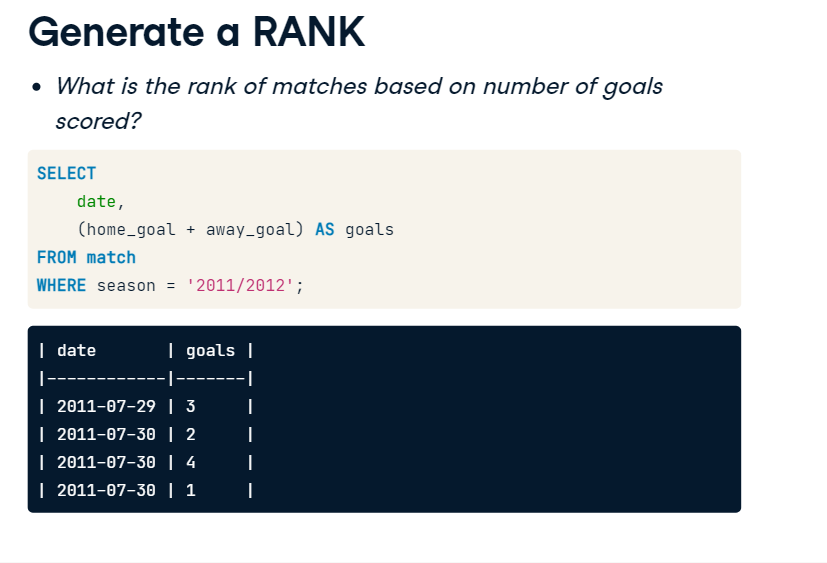 Generate a RANK
• What is the rank of matches based on number of goals
scored?
SELECT
    date,
    (home_goal + away_goal) AS goals
FROM match
WHERE season = '2011/2012';
| date       | goals |
|------------|-------|
| 2011-07-29 | 3     |
| 2011-07-30 | 2     |
| 2011-07-30 | 4     |
| 2011-07-30 | 1     |